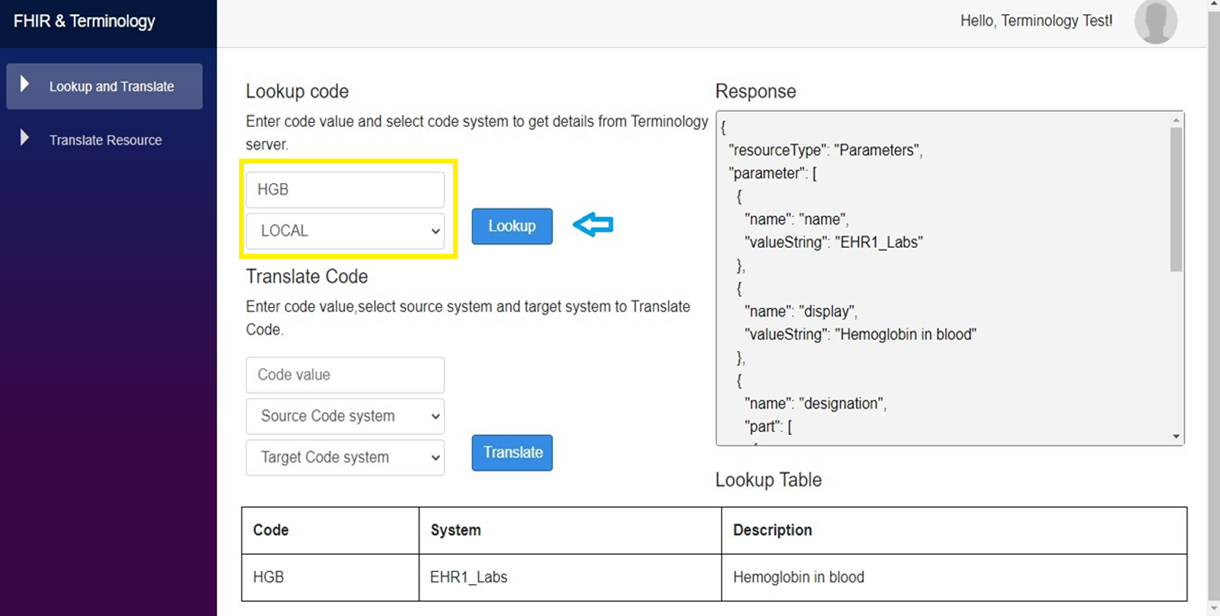 FHIR & Terminology
Hello, Terminology Test!
Lookup and Translate
Translate Resource
Lookup code
Enter code value and select code system to get details from Terminology
server.
HGB
LOCAL
Lookup
Translate Code
Enter code value,select source system and target system to Translate
Code.
Code value
Source Code system
Target Code system
Translate
Response
{
"resourceType": "Parameters",
"parameter": [
{
"name": "name",
"valueString": "EHR1_Labs"
},
{
"name": "display",
"valueString": "Hemoglobin in blood"
},
{
"name": "designation",
"part": [
Lookup Table
Code System Description
HGB EHR1_Labs Hemoglobin in blood